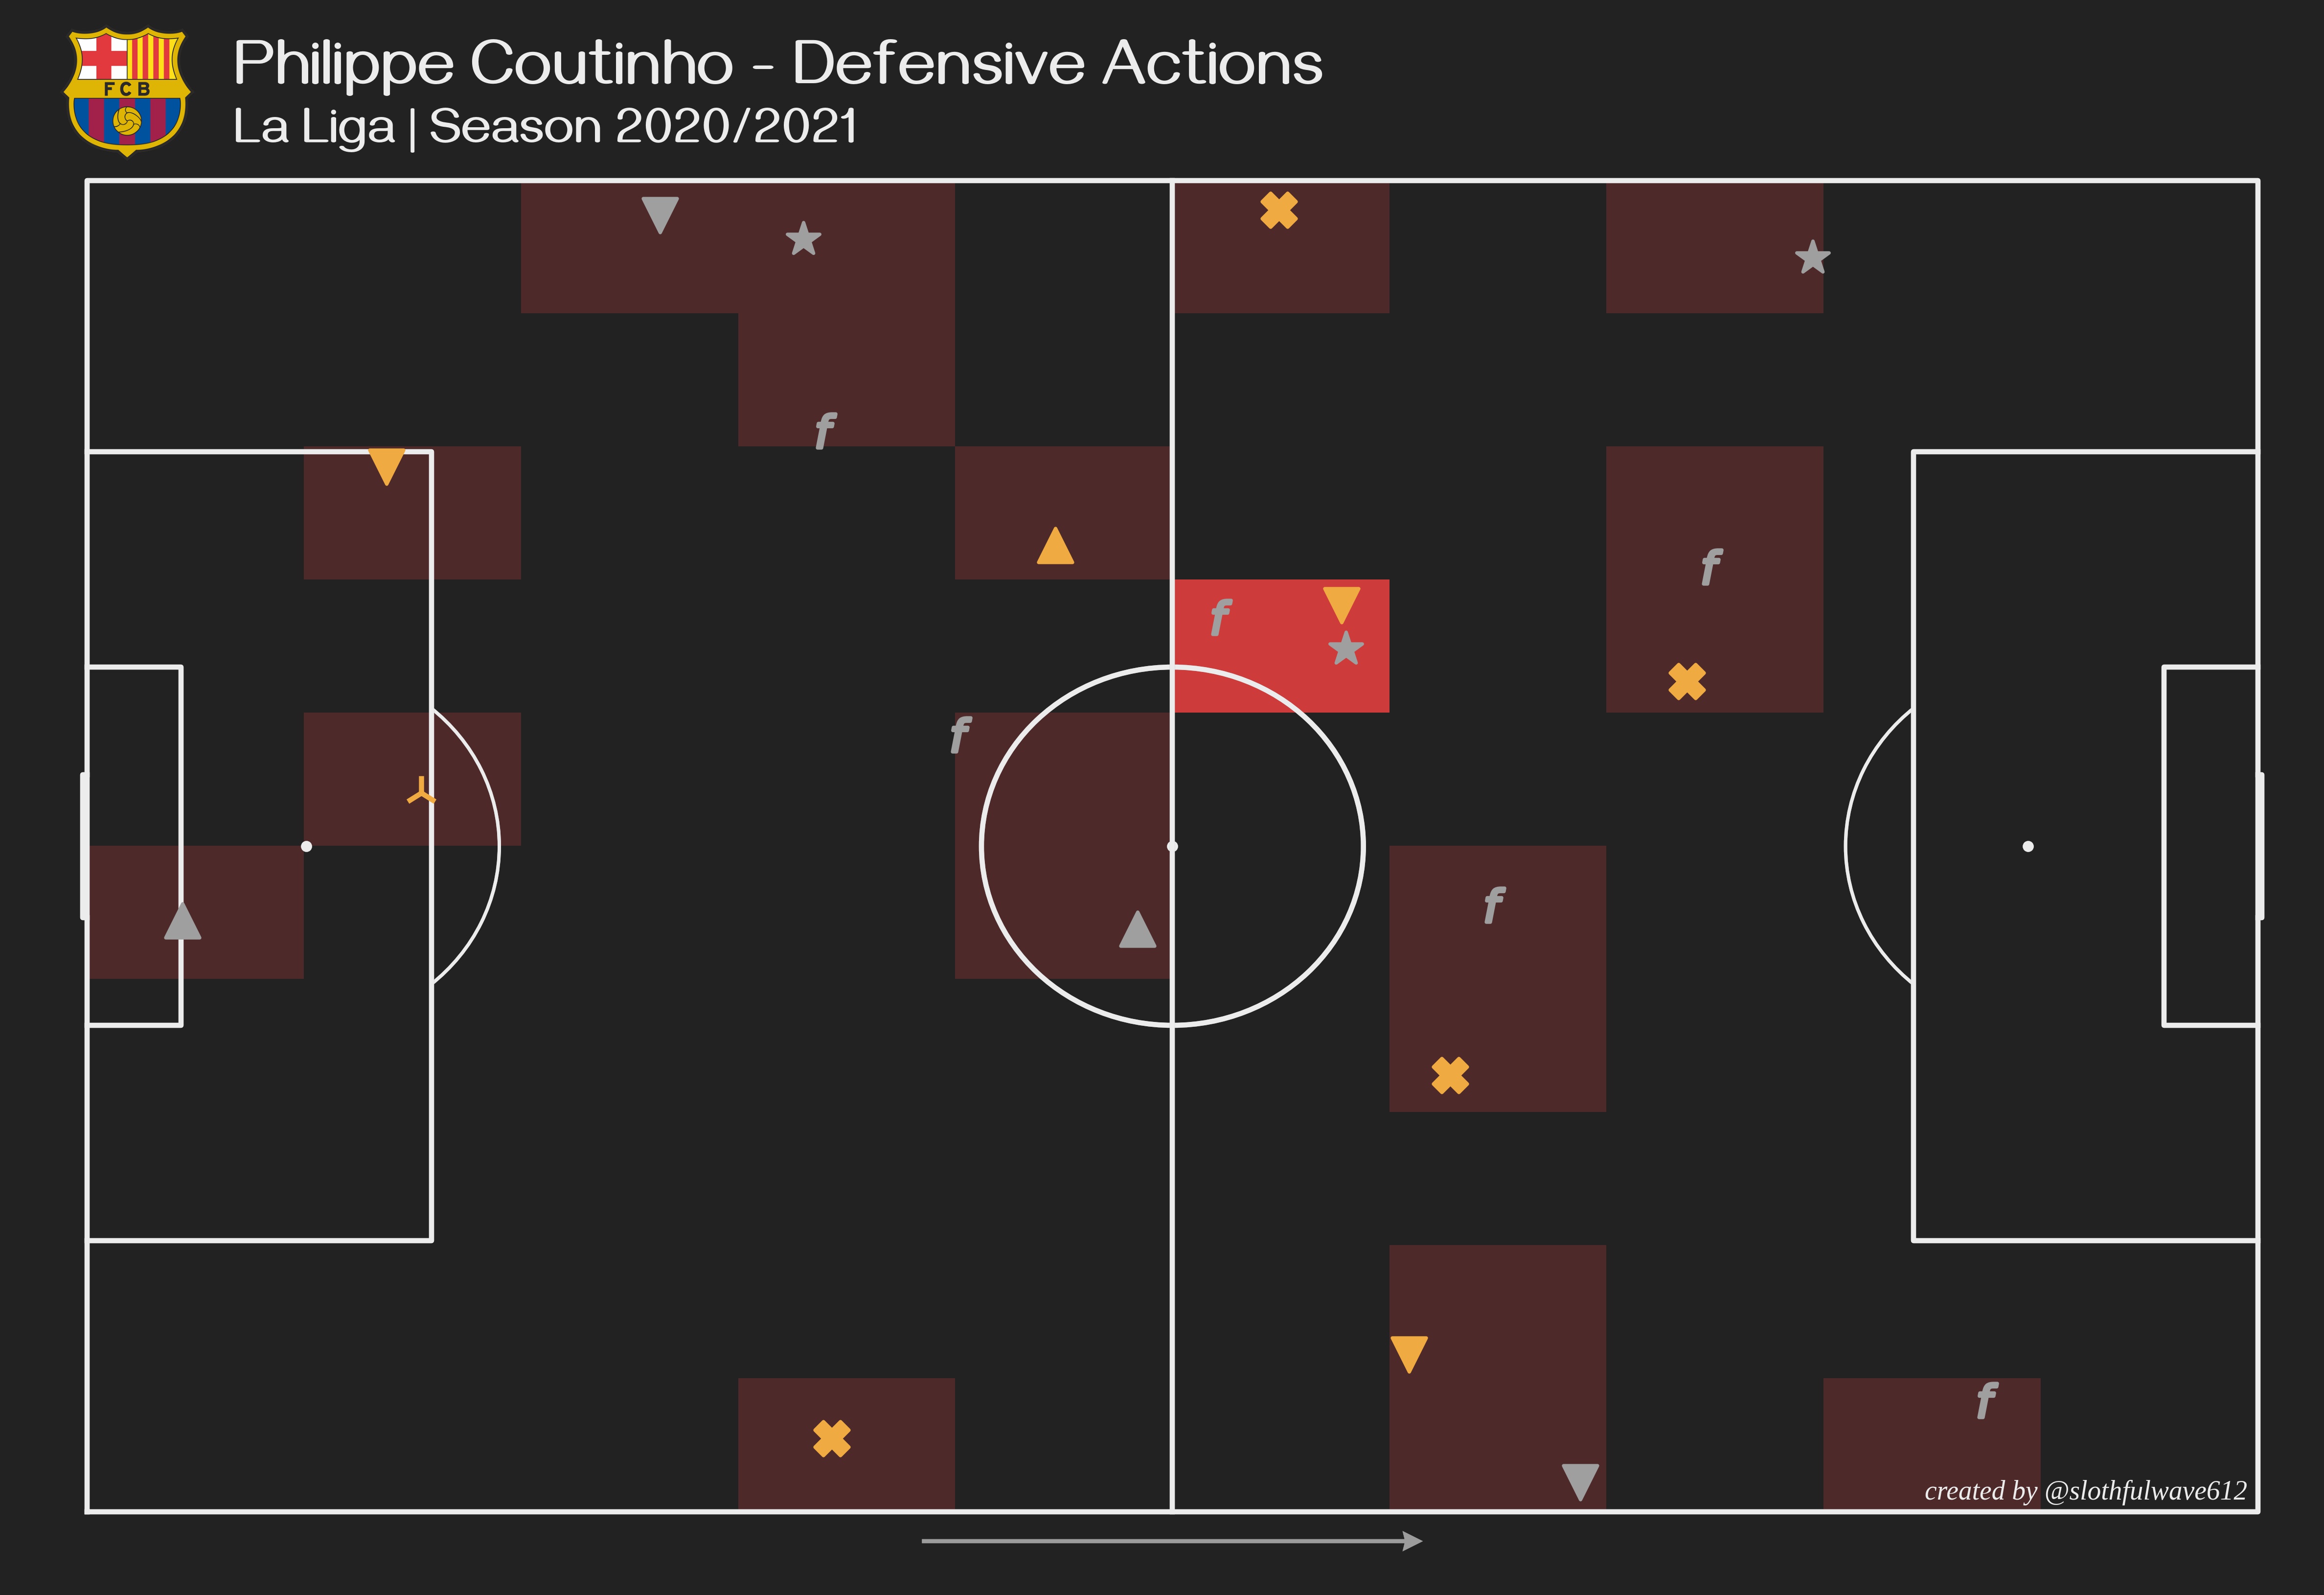 FCB
Philippe Coutinho - Defensive Actions
La Liga | Season 2020/2021
f
f
f
f
f
f
created by @slothfulwave612